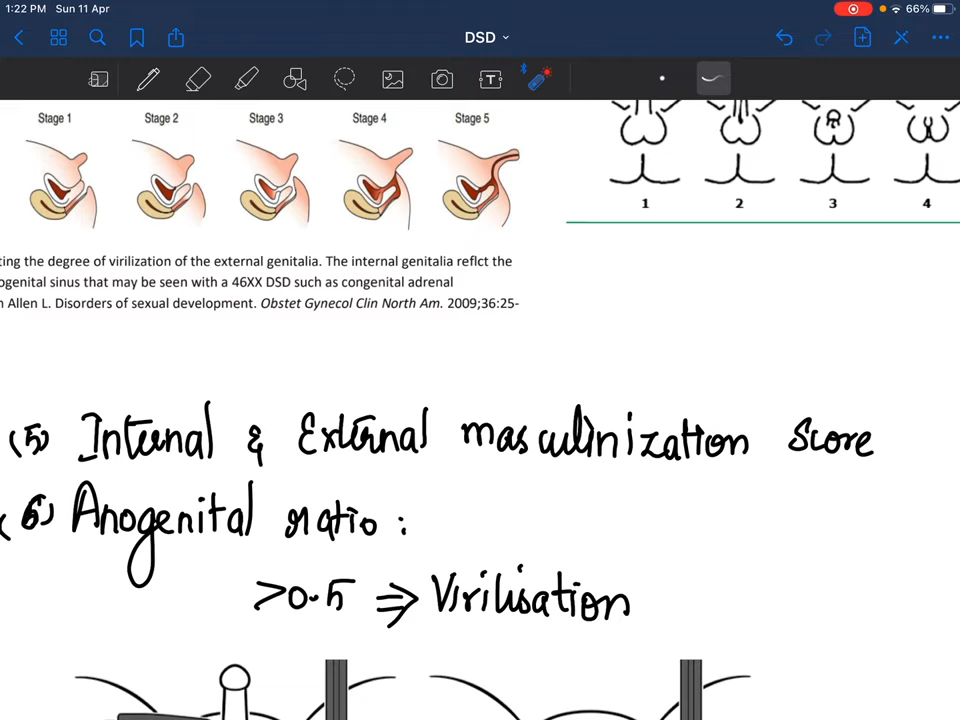 1:22 PM Sun 11 Apr
66%
DSD
T
Stage 1 Stage 2 Stage 3 Stage 4 Stage 5
1 2 3 4
ting the degree of virilization of the external genitalia. The internal genitalia reflct the
ogenital sinus that may be seen with a 46XX DSD such as congenital adrenal
n Allen L. Disorders of sexual development. Obstet Gynecol Clin North Am. 2009;36:25-
(5) Internal & External masculinization score
(6) Anogenital ratio :
>0.5 ⇒ Virilisation